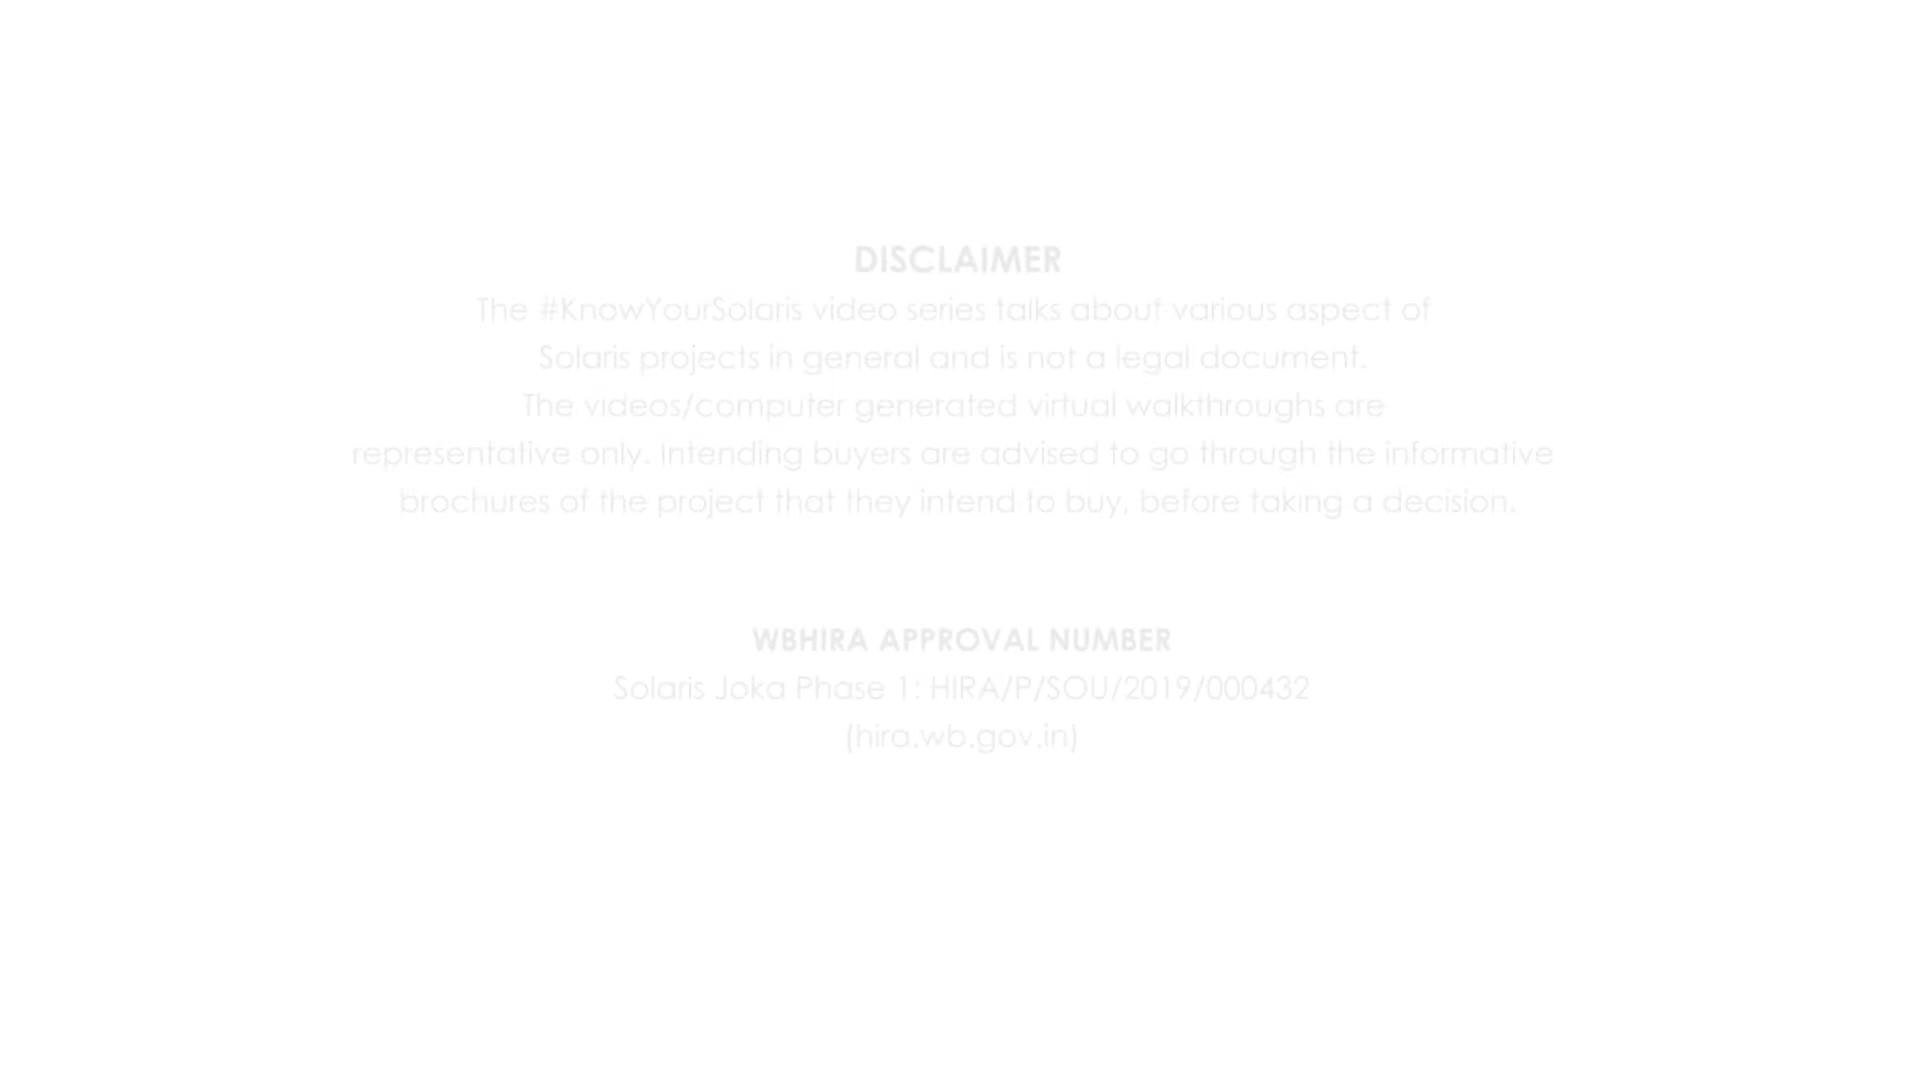 DISCLAIMER
The #KnowYourSolaris video series talks about various aspect of
Solaris projects in general and is not a legal document.
The videos/computer generated virtual walkthroughs are
representative only. Intending buyers are advised to go through the informative
brochures of the project that they intend to buy, before taking a decision.
WBHIRA APPROVAL NUMBER
Solaris Joka Phase 1: HIRA/P/SOU/2019/000432
(hira.wb.gov.in)